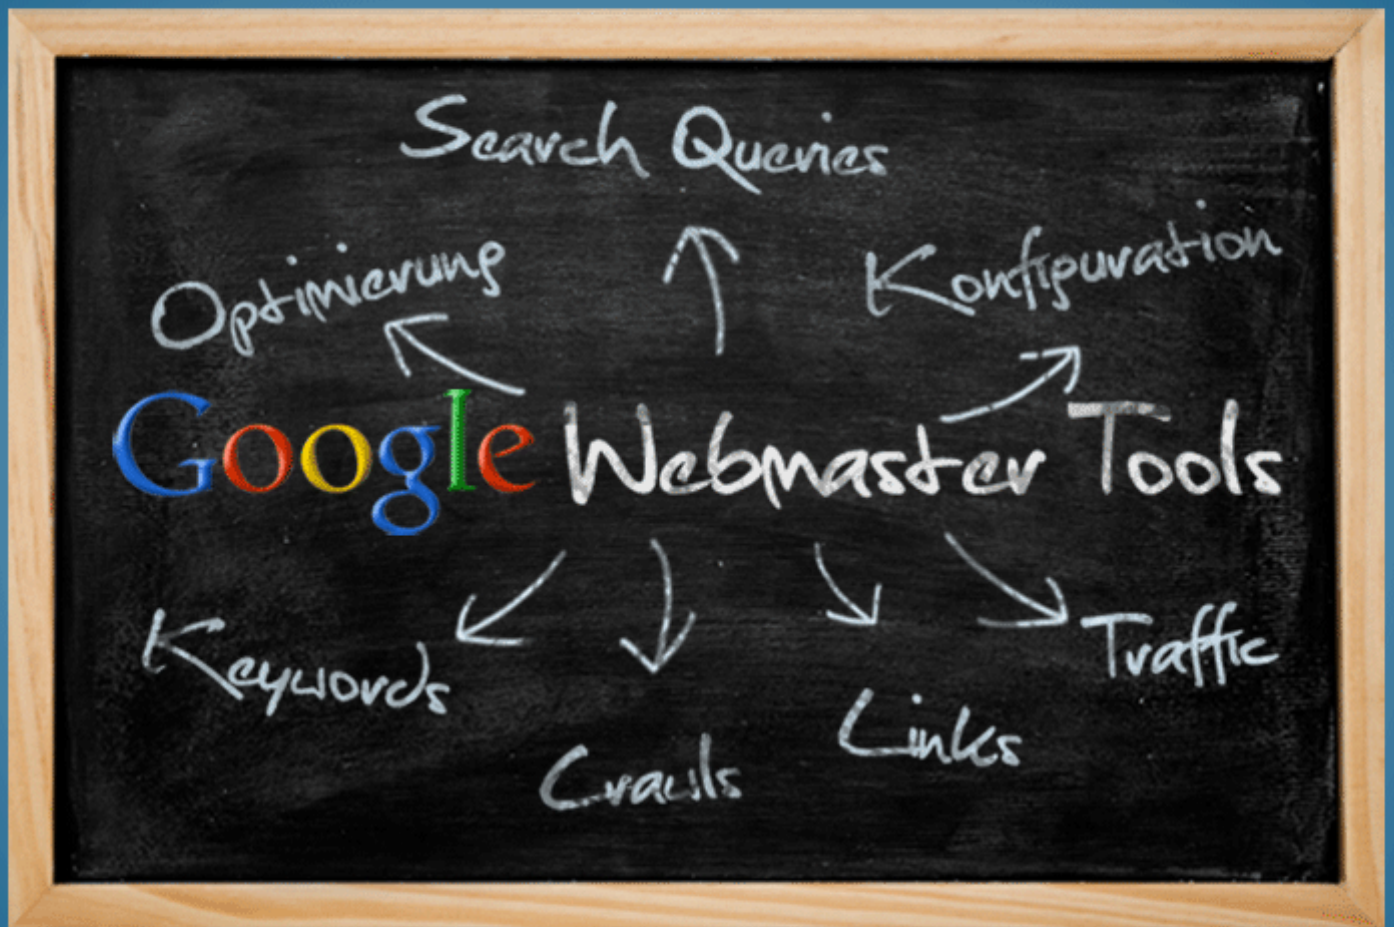 Search Queries
Optimierung
Konfiguration
Google Webmaster Tools
Keywords
Traffic
Links
Crawls